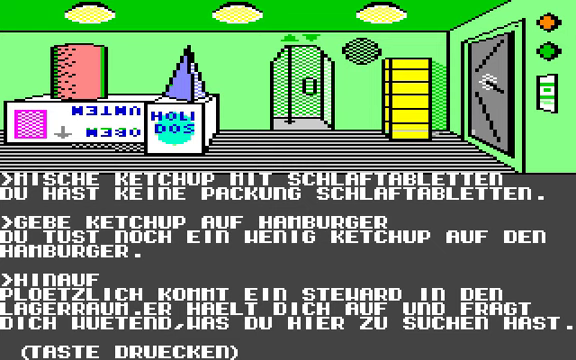 UNTEN
OBEN
HOLI
DOS
>MISCHE KETCHUP MIT SCHLAFTABLETTEN
DU HAST KEINE PACKUNG SCHLAFTABLETTEN.
>GEBE KETCHUP AUF HAMBURGER
DU TUST NOCH EIN WENIG KETCHUP AUF DEN
HAMBURGER.
>HINAUF
PLOETZLICH KOMMT EIN STEWARD IN DEN
LAGERRAUM.ER HAELT DICH AUF UND FRAGT
DICH WUETEND,WAS DU HIER ZU SUCHEN HAST.
(TASTE DRUECKEN)